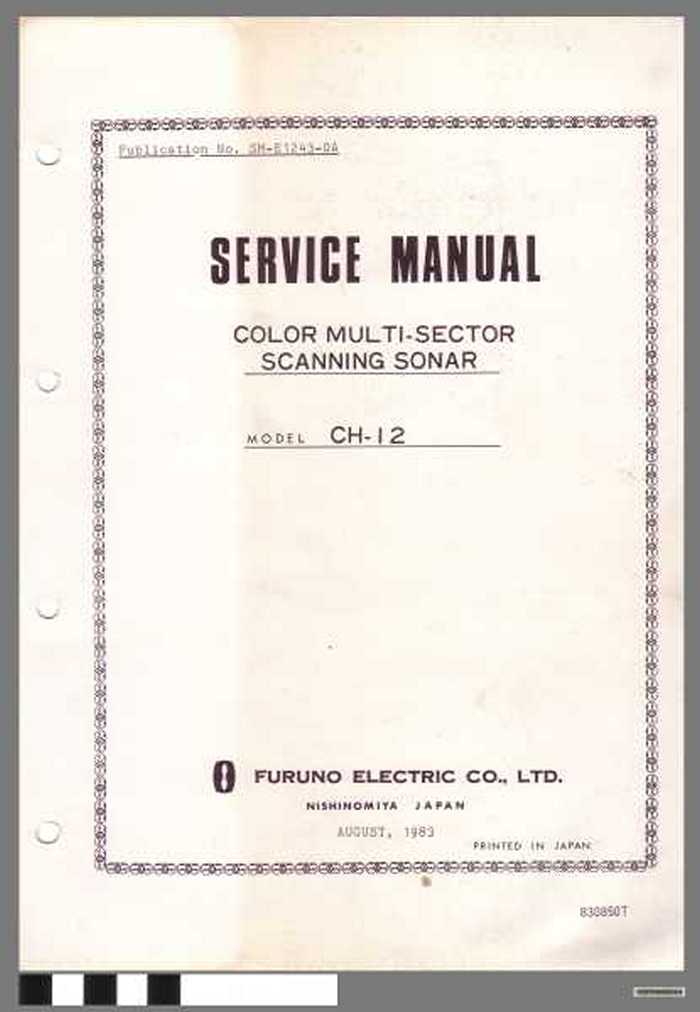 Publication No. SM-E1243-0A
SERVICE MANUAL
COLOR MULTI-SECTOR
SCANNING SONAR
MODEL CH-12
FURUNO ELECTRIC CO., LTD.
NISHINOMIYA JAPAN
AUGUST, 1983
PRINTED IN JAPAN
830850T